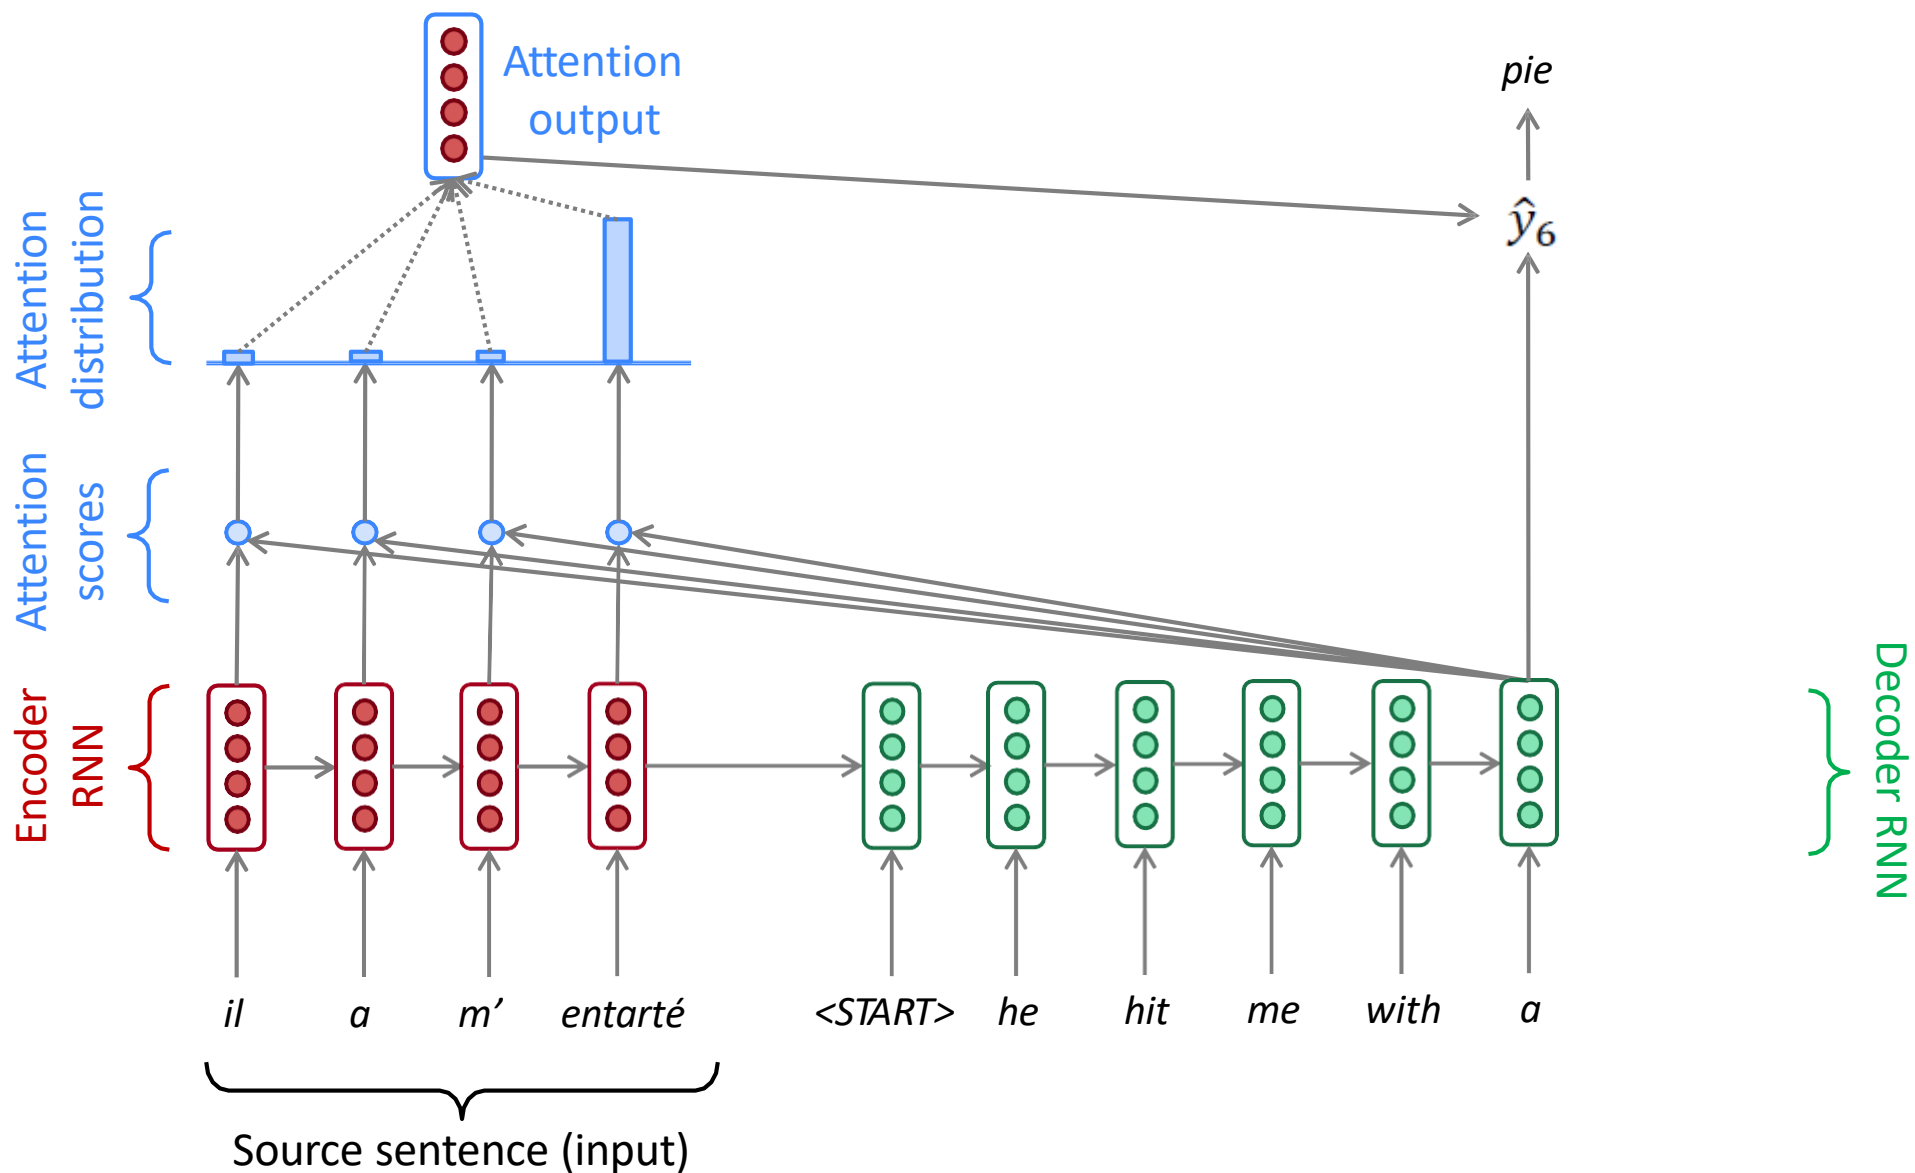 Attention
output
pie
ŷ₆
Attention
distribution
Attention
scores
Encoder
RNN
Decoder RNN
il a m’ entarté <START> he hit me with a
Source sentence (input)